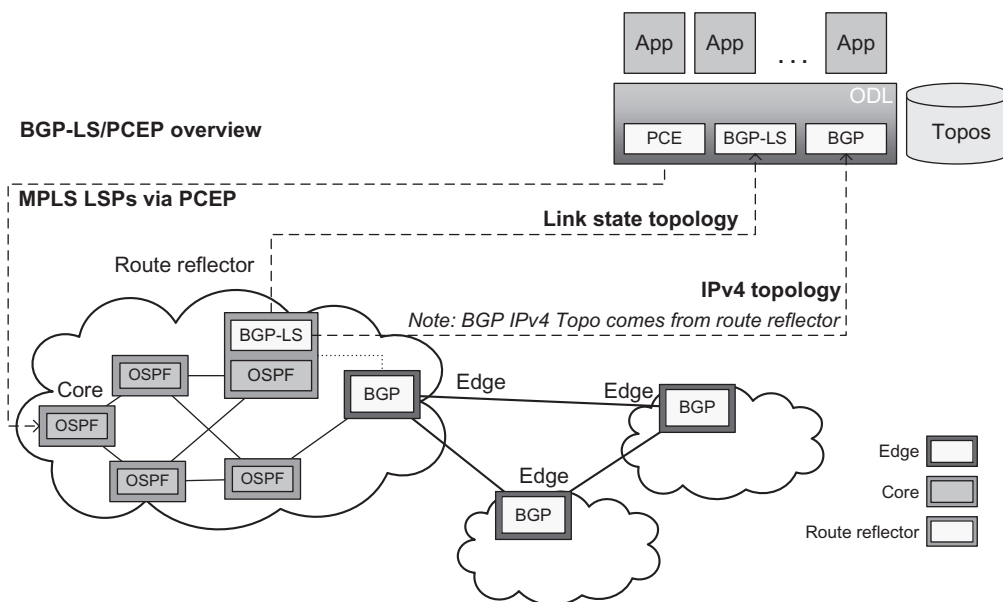 App
App
. . .
App
ODL
BGP-LS/PCEP overview
PCE
BGP-LS
BGP
Topos
MPLS LSPs via PCEP
Link state topology
Route reflector
IPv4 topology
Note: BGP IPv4 Topo comes from route reflector
BGP-LS
OSPF
OSPF
Core
OSPF
OSPF
OSPF
BGP
Edge
Edge
BGP
Edge
BGP
Edge
Core
Route reflector